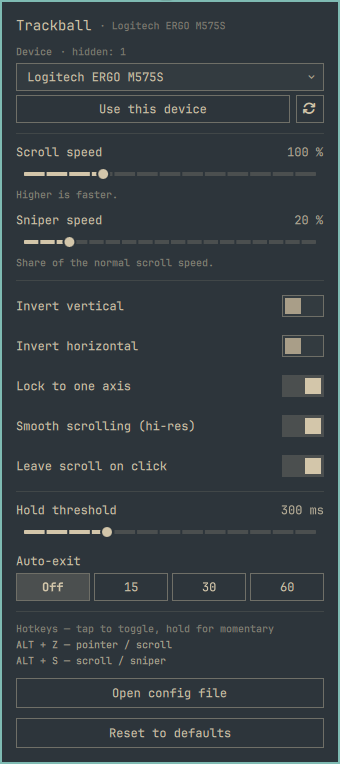 Trackball · Logitech ERGO M575S
Device · hidden: 1
Logitech ERGO M575S
Use this device
Scroll speed 100 %
Higher is faster.
Sniper speed 20 %
Share of the normal scroll speed.
Invert vertical
Invert horizontal
Lock to one axis
Smooth scrolling (hi-res)
Leave scroll on click
Hold threshold 300 ms
Auto-exit
Off 15 30 60
Hotkeys — tap to toggle, hold for momentary
ALT + Z — pointer / scroll
ALT + S — scroll / sniper
Open config file
Reset to defaults